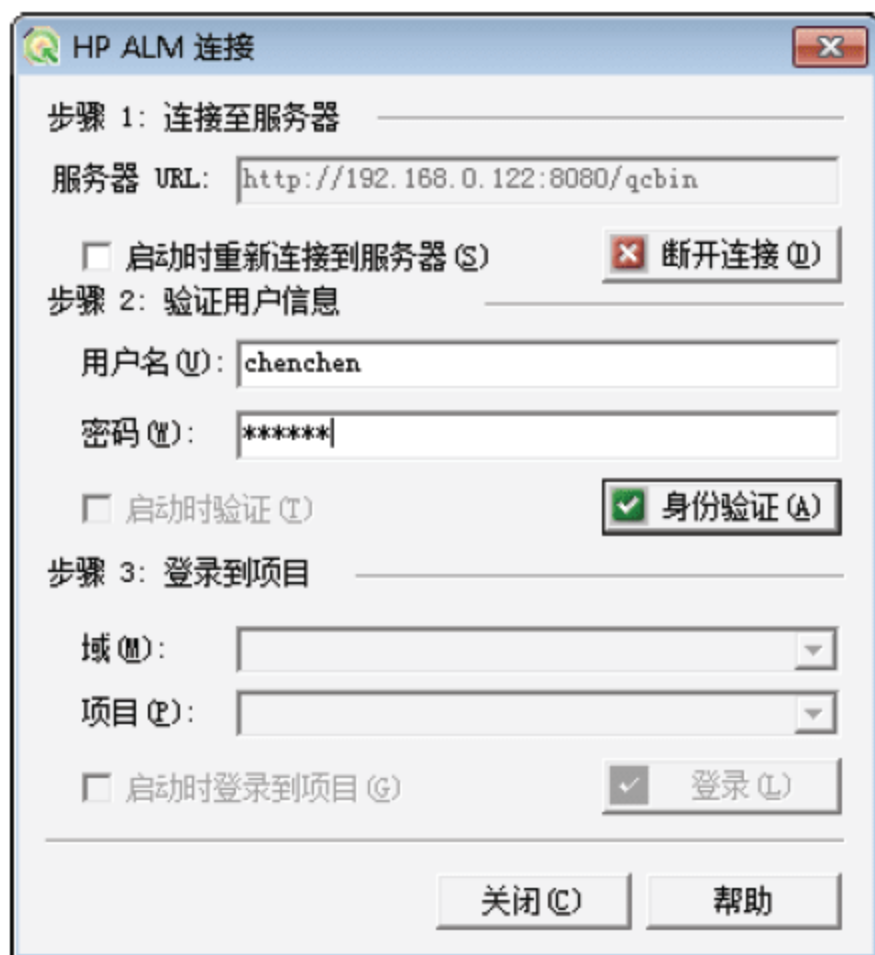 HP ALM 连接
步骤 1: 连接至服务器
服务器 URL: http://192.168.0.122:8080/qcbin
启动时重新连接到服务器(S) 断开连接(D)
步骤 2: 验证用户信息
用户名(U): chenchen
密码(W): ******
启动时验证(T) 身份验证(A)
步骤 3: 登录到项目
域(M):
项目(P):
启动时登录到项目(G) 登录(L)
关闭(C) 帮助